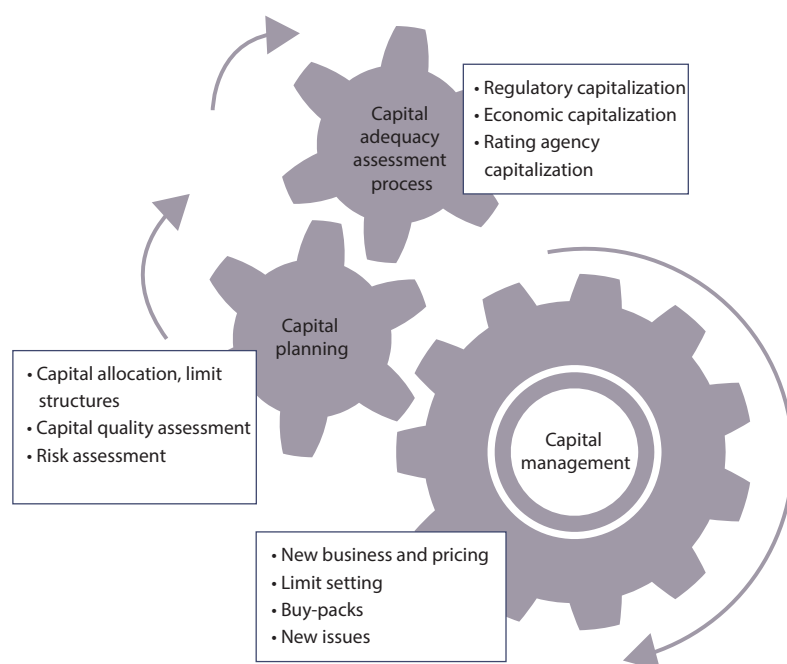 Capital
adequacy
assessment
process
• Regulatory capitalization
• Economic capitalization
• Rating agency
capitalization
Capital
planning
• Capital allocation, limit
structures
• Capital quality assessment
• Risk assessment
Capital
management
• New business and pricing
• Limit setting
• Buy-packs
• New issues